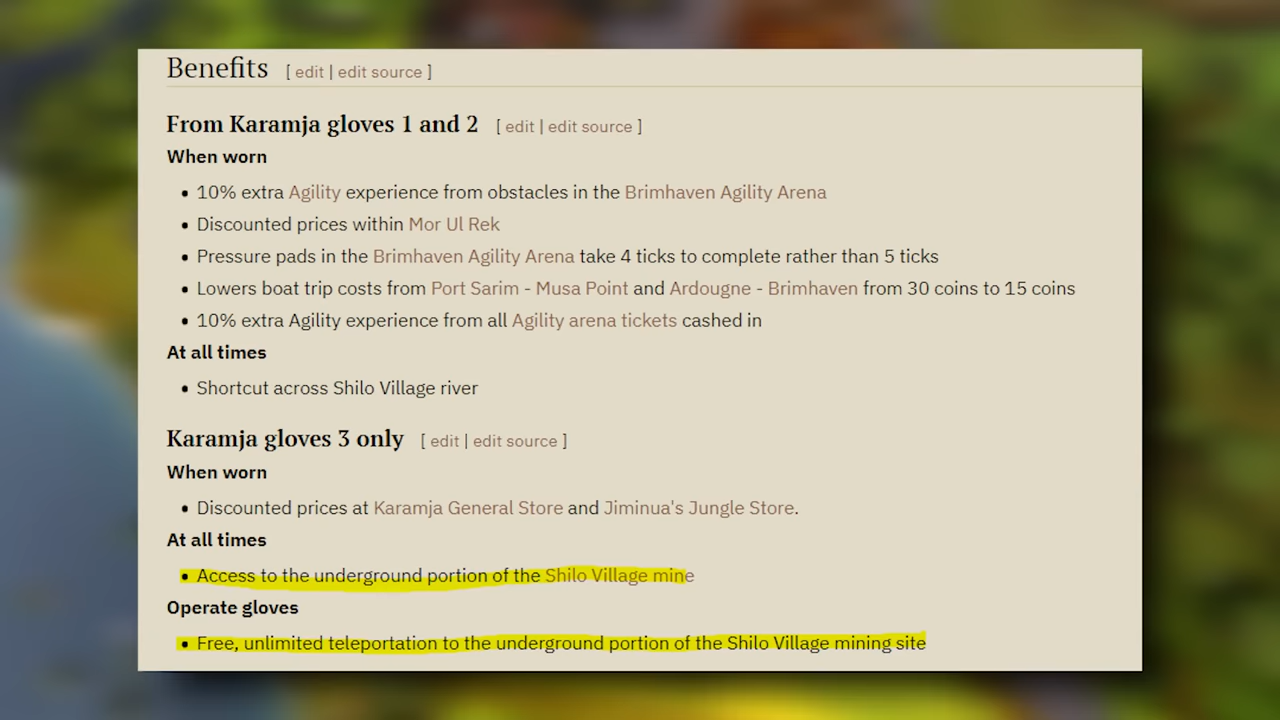 Benefits [ edit | edit source ]
From Karamja gloves 1 and 2 [ edit | edit source ]
When worn
• 10% extra Agility experience from obstacles in the Brimhaven Agility Arena
• Discounted prices within Mor Ul Rek
• Pressure pads in the Brimhaven Agility Arena take 4 ticks to complete rather than 5 ticks
• Lowers boat trip costs from Port Sarim - Musa Point and Ardougne - Brimhaven from 30 coins to 15 coins
• 10% extra Agility experience from all Agility arena tickets cashed in
At all times
• Shortcut across Shilo Village river
Karamja gloves 3 only [ edit | edit source ]
When worn
• Discounted prices at Karamja General Store and Jiminua's Jungle Store.
At all times
• Access to the underground portion of the Shilo Village mine
Operate gloves
• Free, unlimited teleportation to the underground portion of the Shilo Village mining site